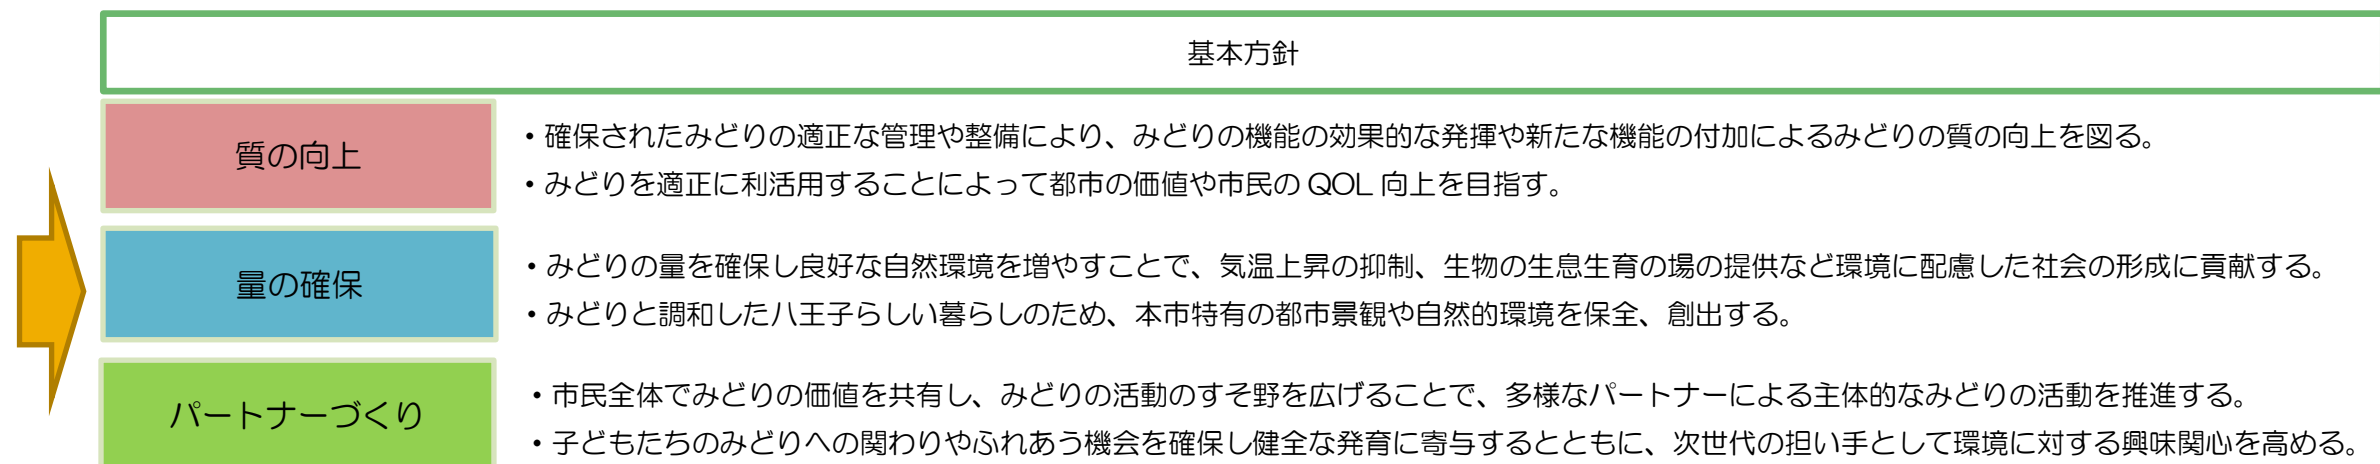 基本方針
質の向上
・確保されたみどりの適正な管理や整備により、みどりの機能の効果的な発揮や新たな機能の付加によるみどりの質の向上を図る。
・みどりを適正に利活用することによって都市の価値や市民の QOL 向上を目指す。
量の確保
・みどりの量を確保し良好な自然環境を増やすことで、気温上昇の抑制、生物の生息生育の場の提供など環境に配慮した社会の形成に貢献する。
・みどりと調和した八王子らしい暮らしのため、本市特有の都市景観や自然的環境を保全、創出する。
パートナーづくり
・市民全体でみどりの価値を共有し、みどりの活動のすそ野を広げることで、多様なパートナーによる主体的なみどりの活動を推進する。
・子どもたちのみどりへの関わりやふれあう機会を確保し健全な発育に寄与するとともに、次世代の担い手として環境に対する興味関心を高める。